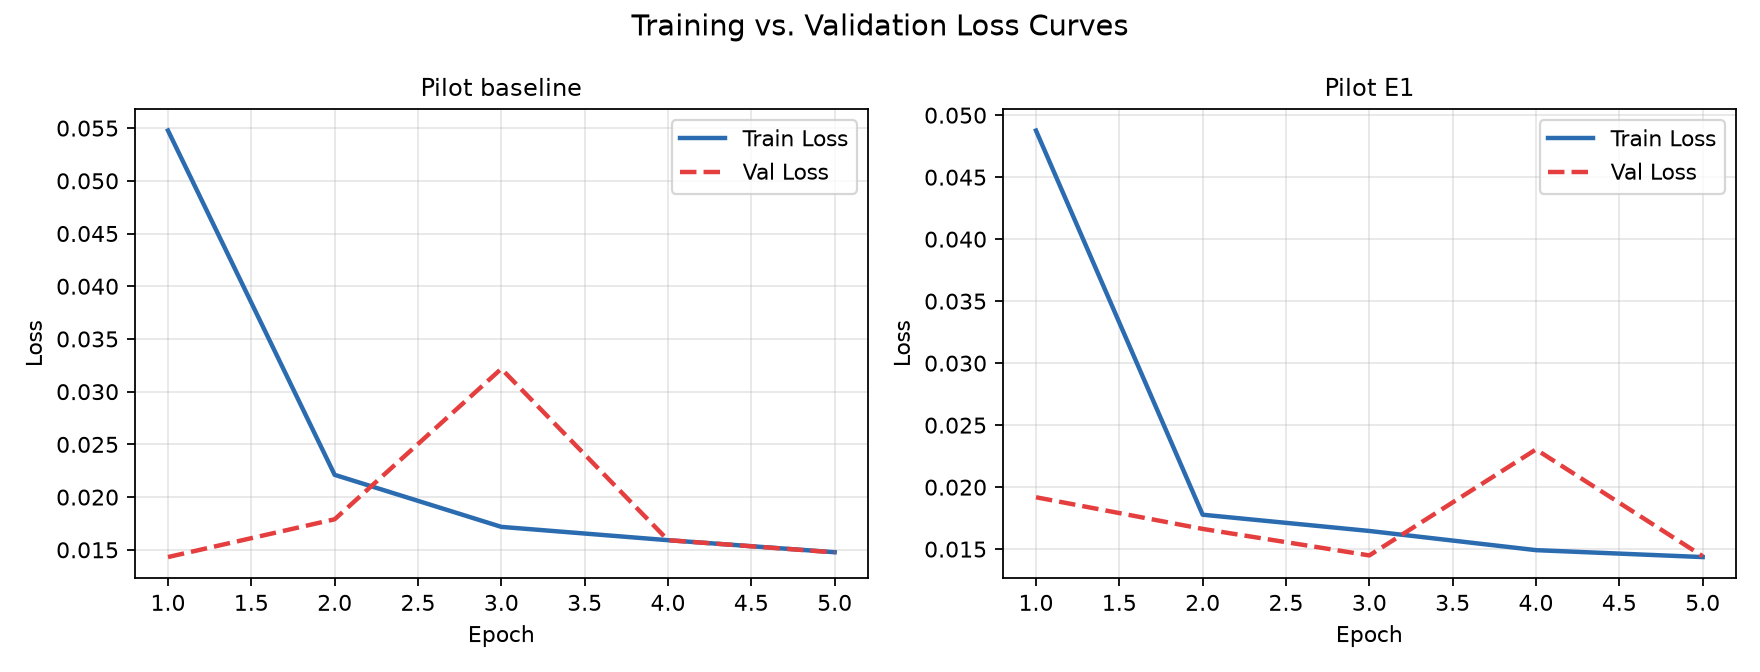 Training vs. Validation Loss Curves
Pilot baseline
Loss
0.055
0.050
0.045
0.040
0.035
0.030
0.025
0.020
0.015
Train Loss
Val Loss
1.0 1.5 2.0 2.5 3.0 3.5 4.0 4.5 5.0
Epoch
Pilot E1
Loss
0.050
0.045
0.040
0.035
0.030
0.025
0.020
0.015
Train Loss
Val Loss
1.0 1.5 2.0 2.5 3.0 3.5 4.0 4.5 5.0
Epoch